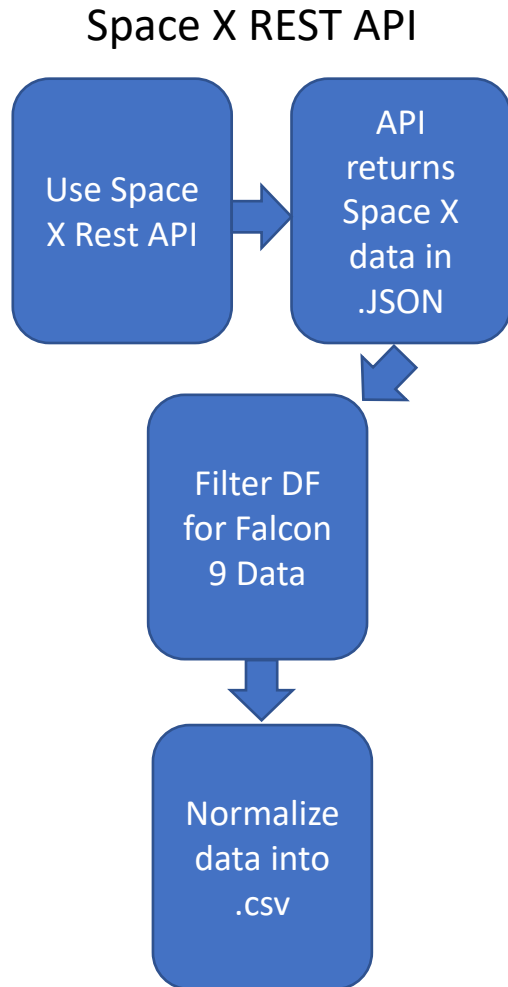 Space X REST API
Use Space
X Rest API
API
returns
Space X
data in
.JSON
Filter DF
for Falcon
9 Data
Normalize
data into
.csv